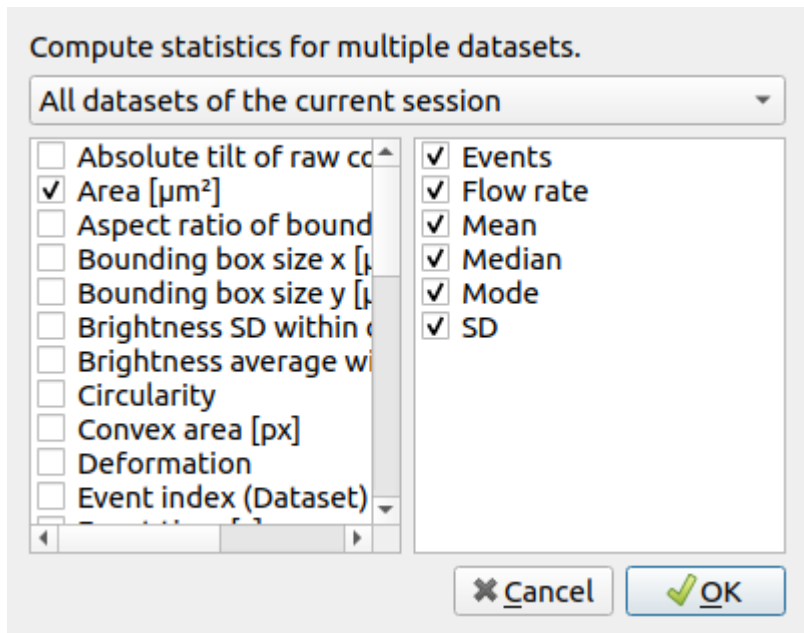 Compute statistics for multiple datasets.
All datasets of the current session
Absolute tilt of raw co
Area [µm²]
Aspect ratio of bound
Bounding box size x [µ
Bounding box size y [µ
Brightness SD within
Brightness average wi
Circularity
Convex area [px]
Deformation
Event index (Dataset)
Events
Flow rate
Mean
Median
Mode
SD
Cancel
OK